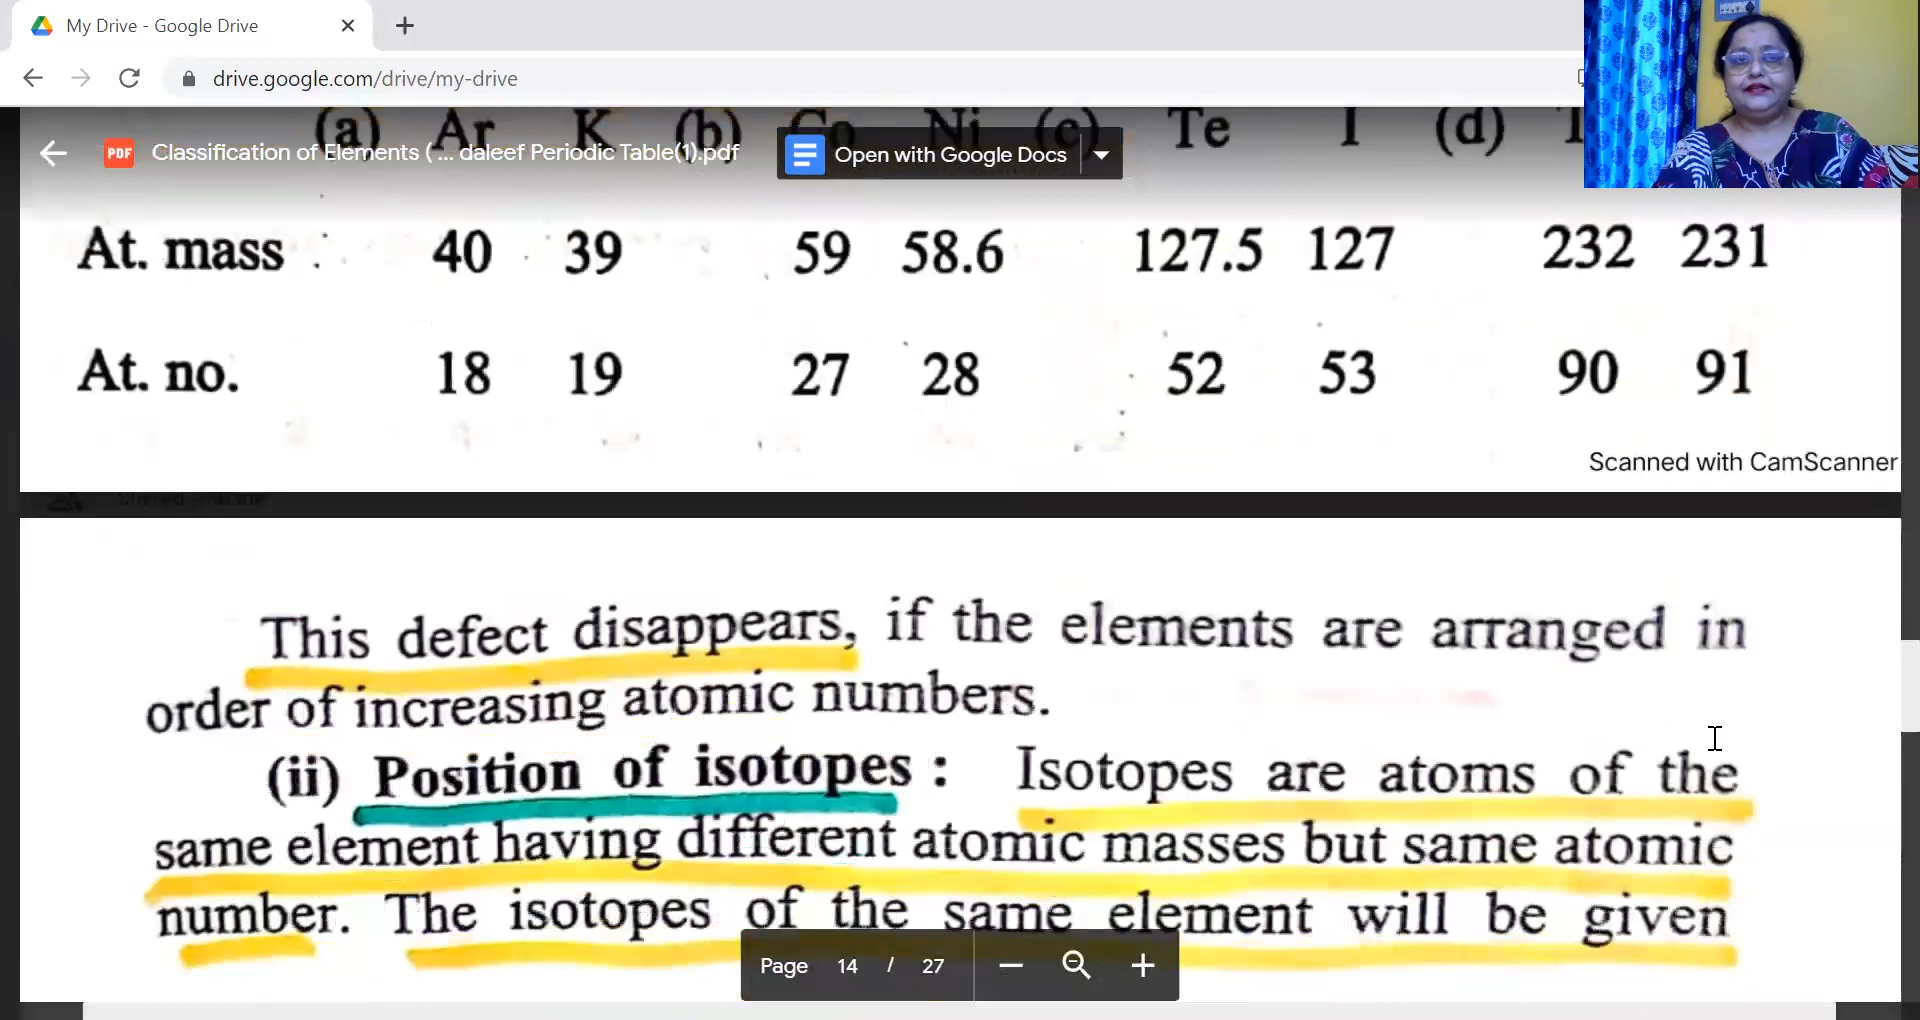 My Drive - Google Drive
drive.google.com/drive/my-drive
(a) Ar K (b) Co Ni (c) Te I (d)
PDF Classification of Elements ( ... daleef Periodic Table(1).pdf
Open with Google Docs
At. mass : 40 39 59 58.6 127.5 127 232 231
At. no. 18 19 27 28 52 53 90 91
Scanned with CamScanner
This defect disappears, if the elements are arranged in
order of increasing atomic numbers.
(ii) Position of isotopes : Isotopes are atoms of the
same element having different atomic masses but same atomic
number. The isotopes of the same element will be given
Page 14 / 27